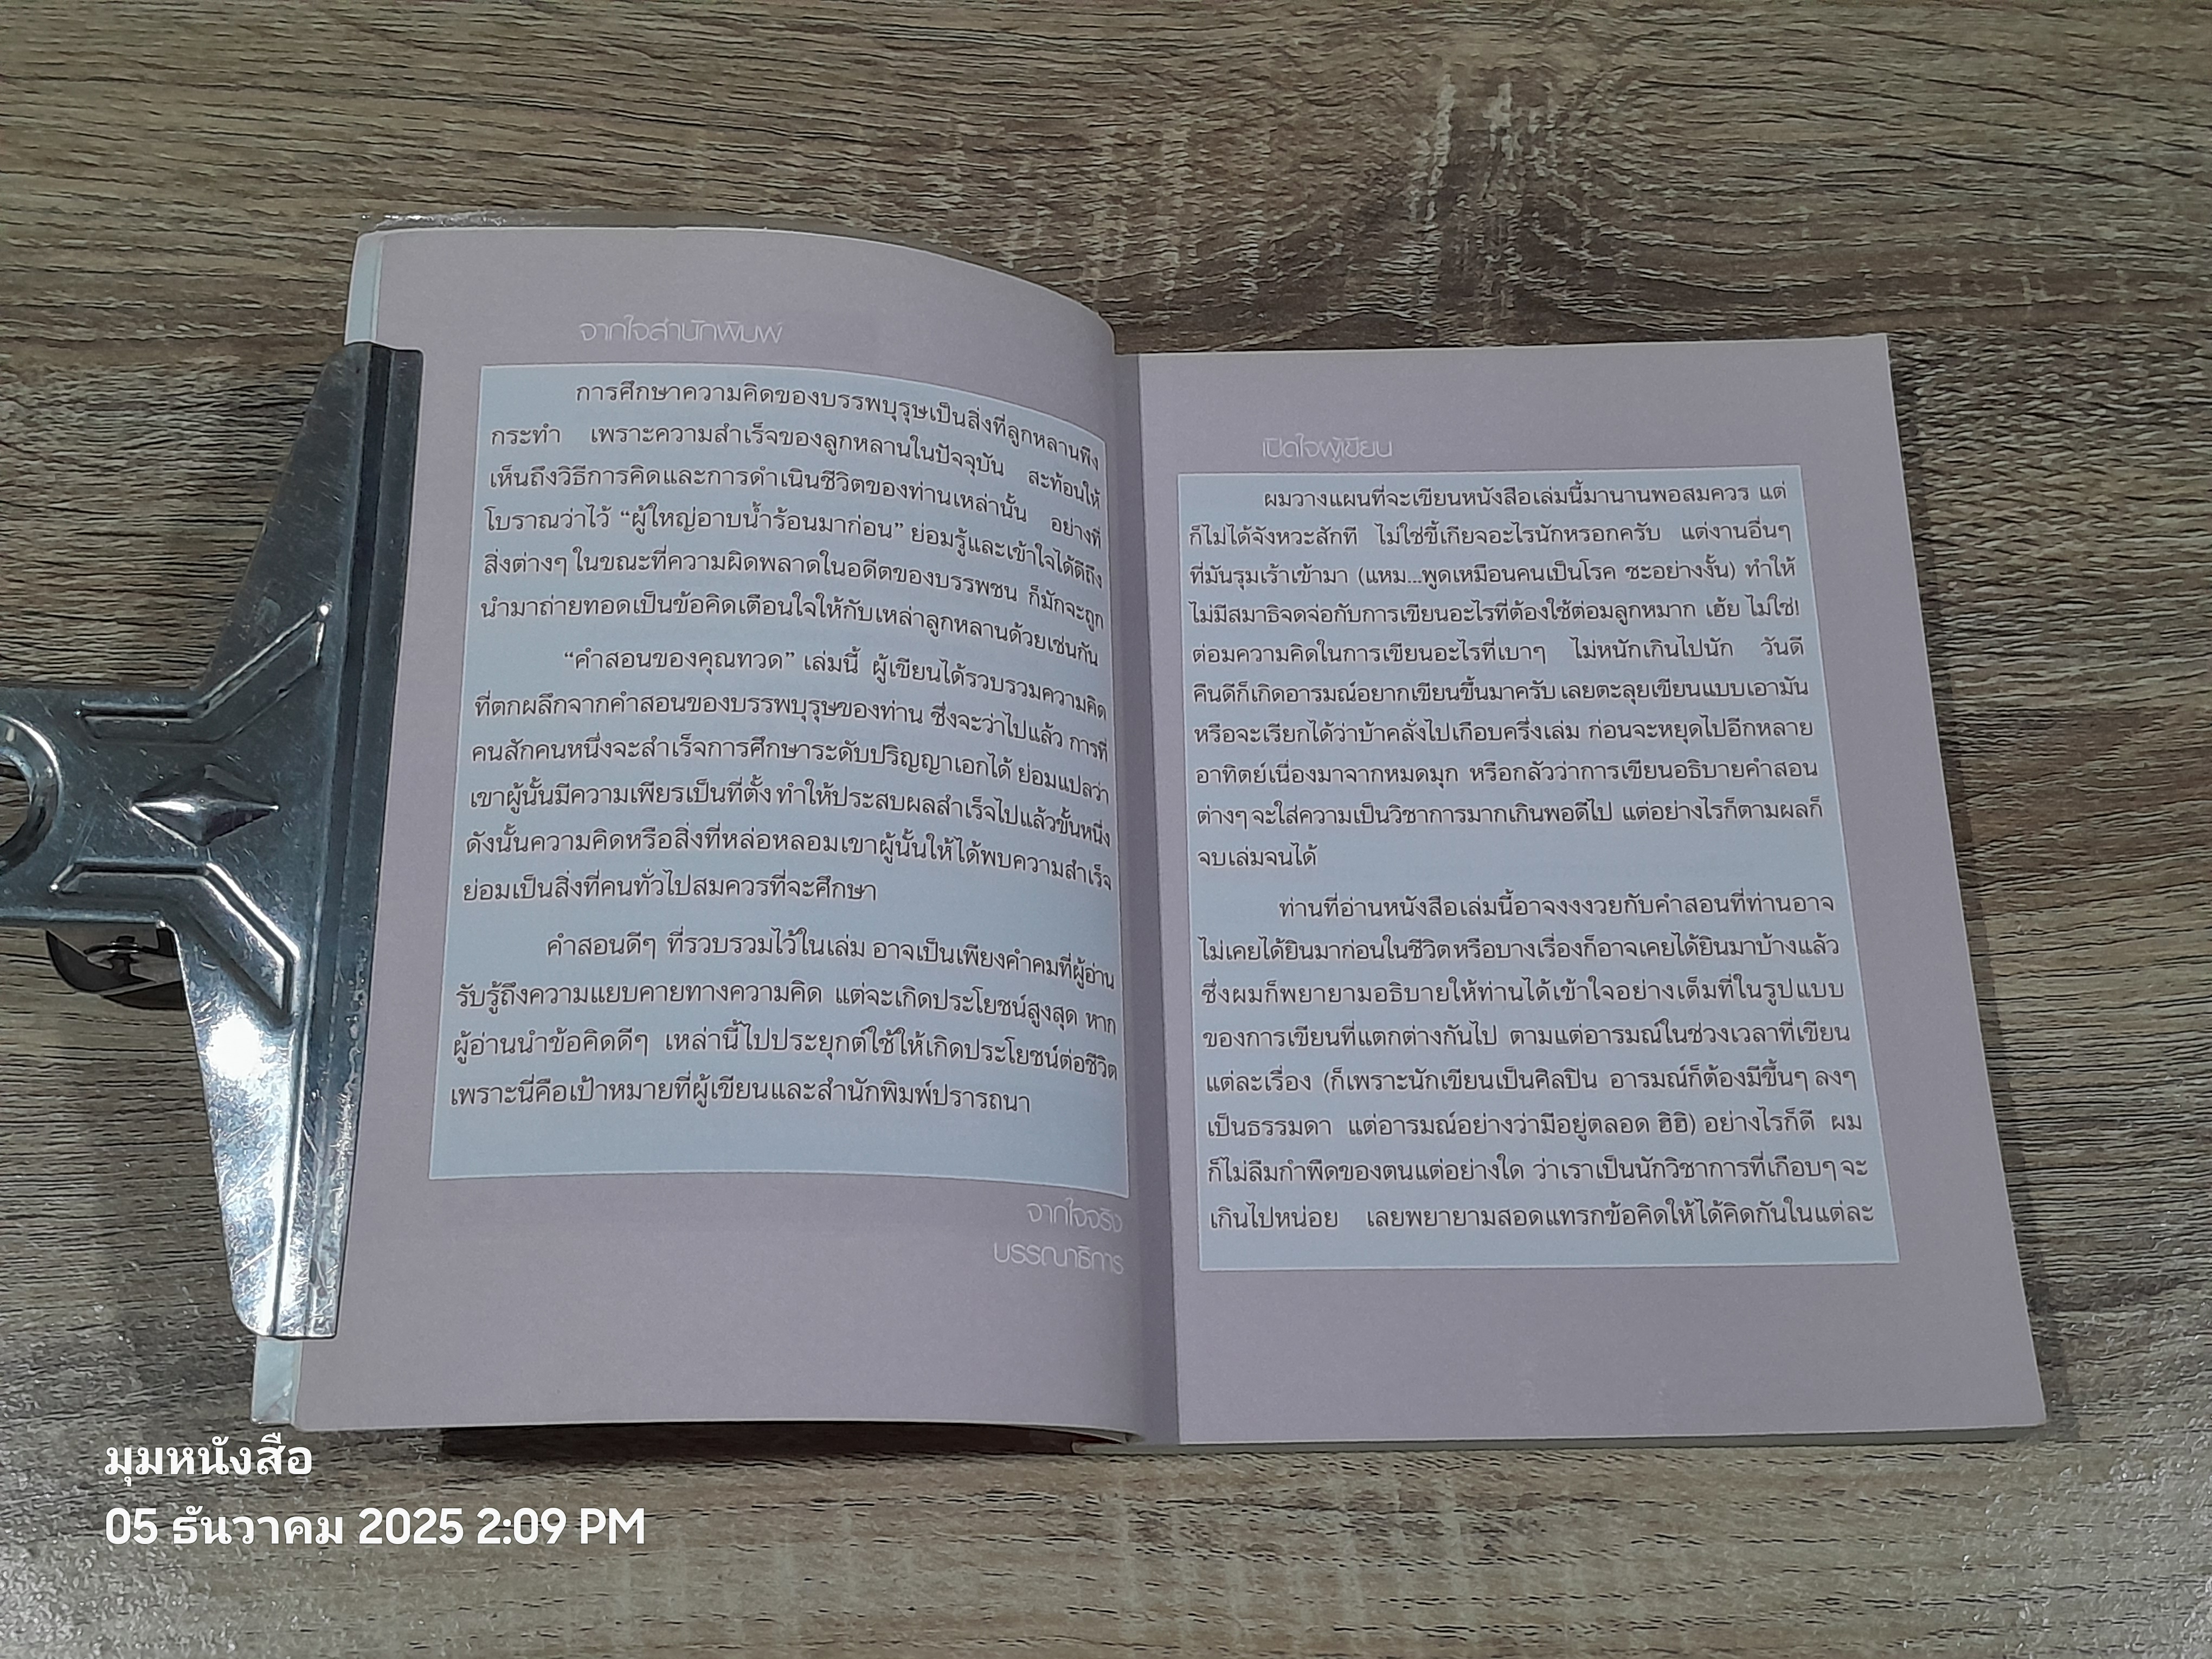 จากใจสำนักพิมพ์
การศึกษาความคิดของบรรพบุรุษเป็นสิ่งที่ลูกหลานพึง
กระทำ เพราะความสำเร็จของลูกหลานในปัจจุบัน สะท้อนให้
เห็นถึงวิธีการคิดและการดำเนินชีวิตของท่านเหล่านั้น อย่างที่
โบราณว่าไว้ “ผู้ใหญ่อาบน้ำร้อนมาก่อน” ย่อมรู้และเข้าใจได้ดีถึง
สิ่งต่างๆ ในขณะที่ความผิดพลาดในอดีตของบรรพชน ก็มักจะถูก
นำมาถ่ายทอดเป็นข้อคิดเตือนใจให้กับเหล่าลูกหลานด้วยเช่นกัน
“คำสอนของคุณทวด” เล่มนี้ ผู้เขียนได้รวบรวมความคิด
ที่ตกผลึกจากคำสอนของบรรพบุรุษของท่าน ซึ่งจะว่าไปแล้ว การที่
คนสักคนหนึ่งจะสำเร็จการศึกษาระดับปริญญาเอกได้ ย่อมแปลว่า
เขาผู้นั้นมีความเพียรเป็นที่ตั้ง ทำให้ประสบผลสำเร็จไปแล้วขั้นหนึ่ง
ดังนั้นความคิดหรือสิ่งที่หล่อหลอมเขาผู้นั้นให้ได้พบความสำเร็จ
ย่อมเป็นสิ่งที่คนทั่วไปสมควรที่จะศึกษา
คำสอนดีๆ ที่รวบรวมไว้ในเล่ม อาจเป็นเพียงคำคมที่ผู้อ่าน
รับรู้ถึงความแยบคายทางความคิด แต่จะเกิดประโยชน์สูงสุด หาก
ผู้อ่านนำข้อคิดดีๆ เหล่านี้ไปประยุกต์ใช้ให้เกิดประโยชน์ต่อชีวิต
เพราะนี่คือเป้าหมายที่ผู้เขียนและสำนักพิมพ์ปรารถนา
จากใจจริง
บรรณาธิการ
เปิดใจผู้เขียน
ผมวางแผนที่จะเขียนหนังสือเล่มนี้มานานพอสมควร แต่
ก็ไม่ได้จังหวะสักที ไม่ใช่ขี้เกียจอะไรนักหรอกครับ แต่งานอื่นๆ
ที่มันรุมเร้าเข้ามา (แหม...พูดเหมือนคนเป็นโรค ซะอย่างงั้น) ทำให้
ไม่มีสมาธิจดจ่อกับการเขียนอะไรที่ต้องใช้ต่อมลูกหมาก เฮ้ย ไม่ใช่!
ต่อมความคิดในการเขียนอะไรที่เบาๆ ไม่หนักเกินไปนัก วันดี
คืนดีก็เกิดอารมณ์อยากเขียนขึ้นมาครับ เลยตะลุยเขียนแบบเอามัน
หรือจะเรียกได้ว่าบ้าคลั่งไปเกือบครึ่งเล่ม ก่อนจะหยุดไปอีกหลาย
อาทิตย์เนื่องมาจากหมดมุก หรือกลัวว่าการเขียนอธิบายคำสอน
ต่างๆ จะใส่ความเป็นวิชาการมากเกินพอดีไป แต่อย่างไรก็ตามผลก็
จบเล่มจนได้
ท่านที่อ่านหนังสือเล่มนี้อาจงงงวยกับคำสอนที่ท่านอาจ
ไม่เคยได้ยินมาก่อนในชีวิต หรือบางเรื่องก็อาจเคยได้ยินมาบ้างแล้ว
ซึ่งผมก็พยายามอธิบายให้ท่านได้เข้าใจอย่างเต็มที่ในรูปแบบ
ของการเขียนที่แตกต่างกันไป ตามแต่อารมณ์ในช่วงเวลาที่เขียน
แต่ละเรื่อง (ก็เพราะนักเขียนเป็นศิลปิน อารมณ์ก็ต้องมีขึ้นๆ ลงๆ
เป็นธรรมดา แต่อารมณ์อย่างว่ามีอยู่ตลอด ฮิฮิ) อย่างไรก็ดี ผม
ก็ไม่ลืมกำพืดของตนแต่อย่างใด ว่าเราเป็นนักวิชาการที่เกือบๆ จะ
เกินไปหน่อย เลยพยายามสอดแทรกข้อคิดให้ได้คิดกันในแต่ละ
มุมหนังสือ
05 ธันวาคม 2025 2:09 PM